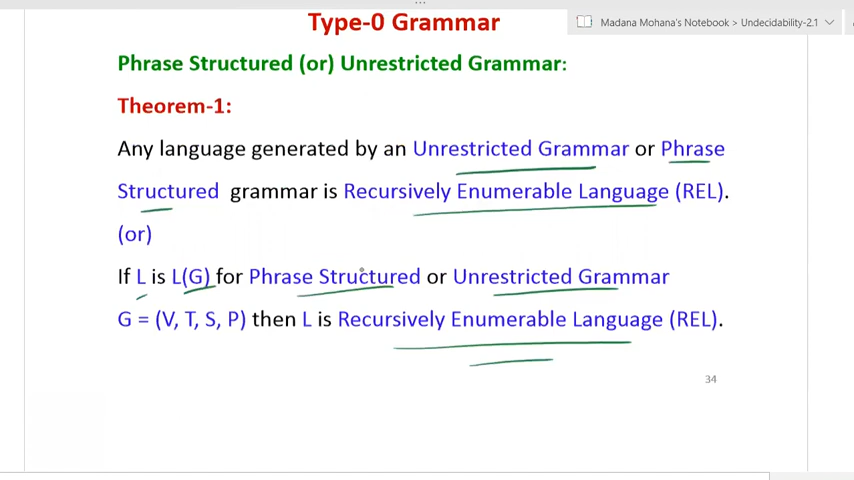 Type-0 Grammar
Madana Mohana's Notebook > Undecidability-2.1
Phrase Structured (or) Unrestricted Grammar:
Theorem-1:
Any language generated by an Unrestricted Grammar or Phrase
Structured grammar is Recursively Enumerable Language (REL).
(or)
If L is L(G) for Phrase Structured or Unrestricted Grammar
G = (V, T, S, P) then L is Recursively Enumerable Language (REL).
34